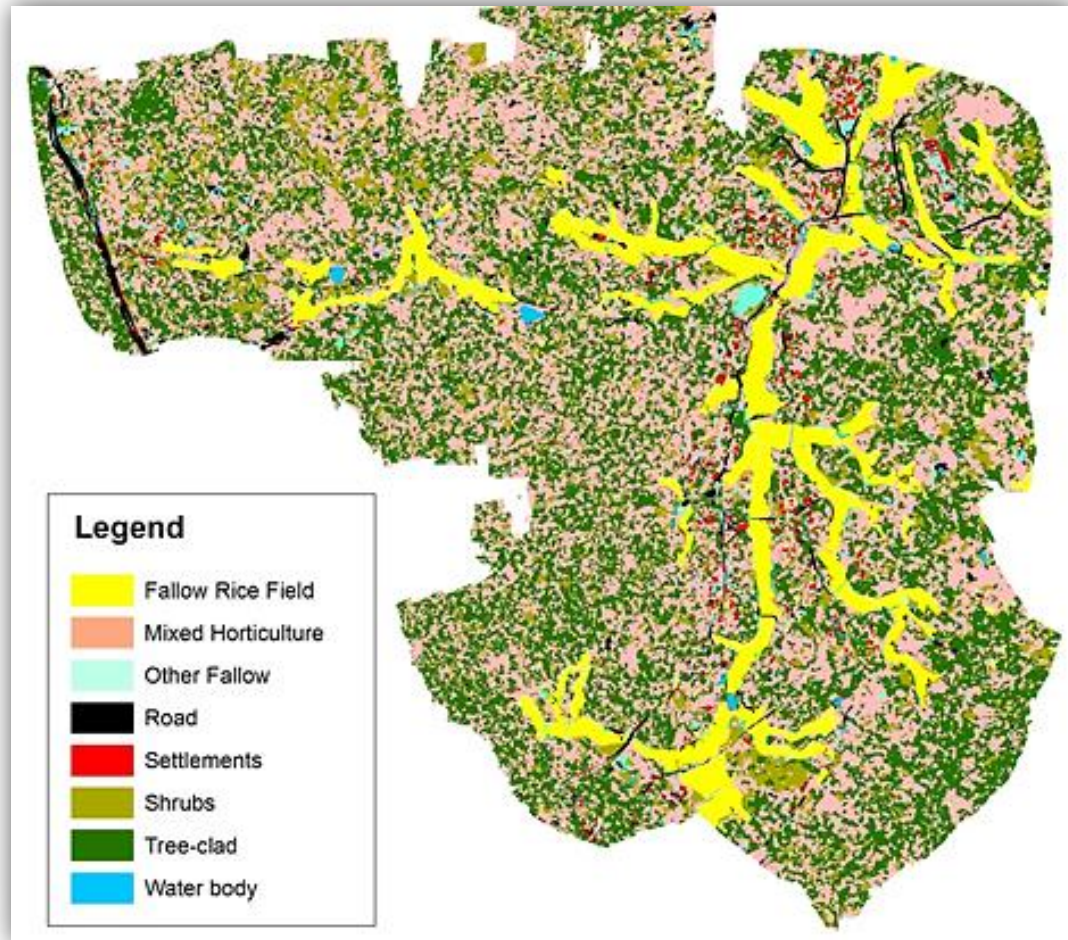 Legend
Fallow Rice Field
Mixed Horticulture
Other Fallow
Road
Settlements
Shrubs
Tree-clad
Water body